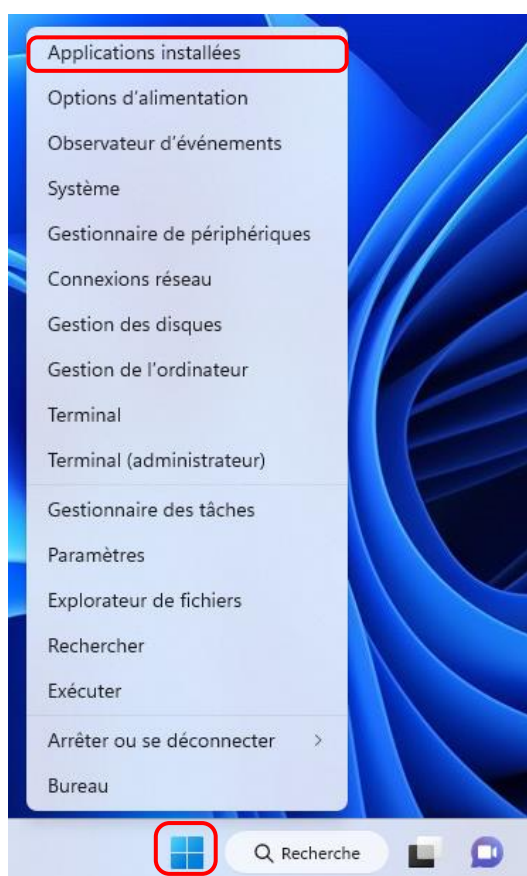 Applications installées
Options d'alimentation
Observateur d'événements
Système
Gestionnaire de périphériques
Connexions réseau
Gestion des disques
Gestion de l'ordinateur
Terminal
Terminal (administrateur)
Gestionnaire des tâches
Paramètres
Explorateur de fichiers
Rechercher
Exécuter
Arrêter ou se déconnecter
Bureau
Recherche